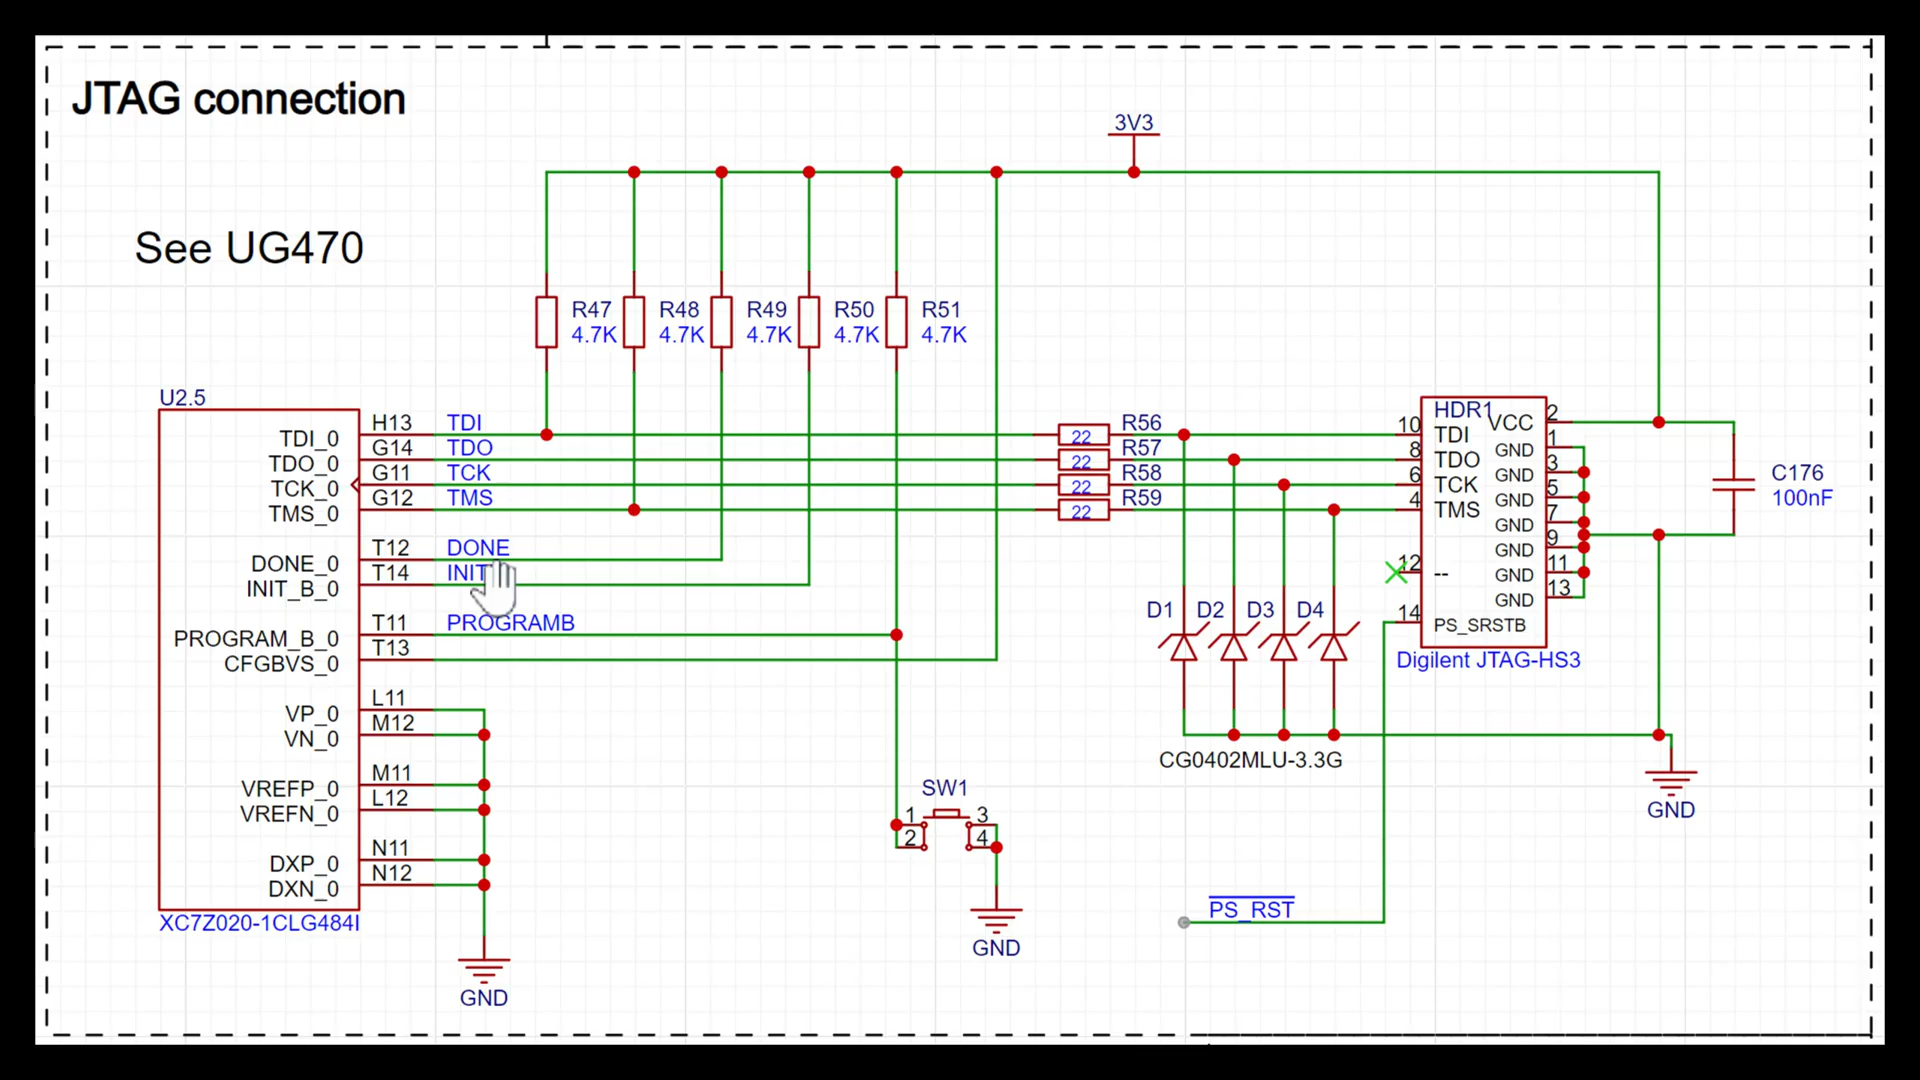 JTAG connection
3V3
See UG470
R47 R48 R49 R50 R51
4.7K 4.7K 4.7K 4.7K 4.7K
U2.5
TDI_0 H13 TDI
TDO_0 G14 TDO
TCK_0 G11 TCK
TMS_0 G12 TMS
DONE_0 T12 DONE
INIT_B_0 T14 INIT
PROGRAM_B_0 T11 PROGRAMB
CFGBVS_0 T13
VP_0 L11
VN_0 M12
VREFP_0 M11
VREFN_0 L12
DXP_0 N11
DXN_0 N12
XC7Z020-1CLG484I
GND
22 R56
22 R57
22 R58
22 R59
HDR1
10 TDI VCC 2
8 TDO GND 1
6 TCK GND 3
4 TMS GND 5
GND 7
GND 9
12 -- GND 11
GND 13
14 PS_SRSTB
Digilent JTAG-HS3
C176
100nF
D1 D2 D3 D4
CG0402MLU-3.3G
GND
SW1
1 3
2 4
GND
PS_RST